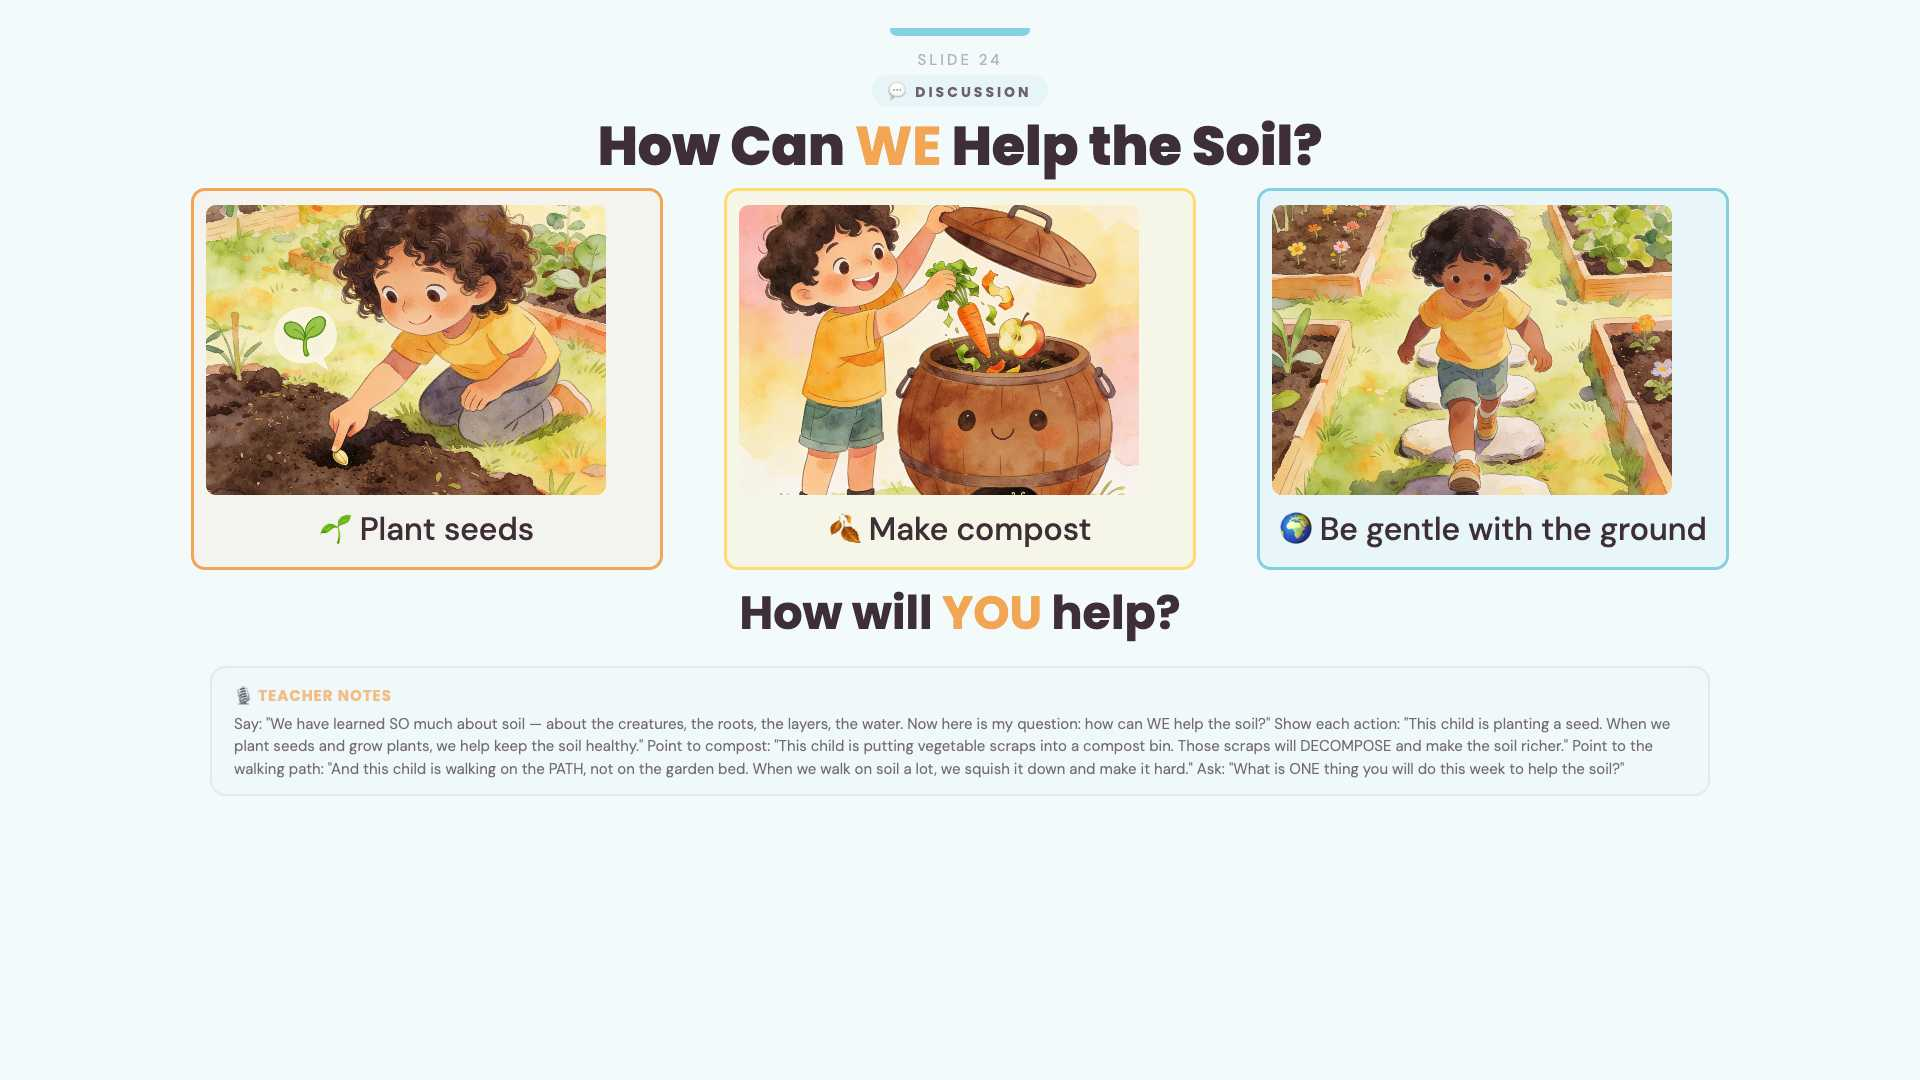 SLIDE 24
DISCUSSION
How Can WE Help the Soil?
Plant seeds
Make compost
Be gentle with the ground
How will YOU help?
TEACHER NOTES
Say: "We have learned SO much about soil — about the creatures, the roots, the layers, the water. Now here is my question: how can WE help the soil?" Show each action: "This child is planting a seed. When we
plant seeds and grow plants, we help keep the soil healthy." Point to compost: "This child is putting vegetable scraps into a compost bin. Those scraps will DECOMPOSE and make the soil richer." Point to the
walking path: "And this child is walking on the PATH, not on the garden bed. When we walk on soil a lot, we squish it down and make it hard." Ask: "What is ONE thing you will do this week to help the soil?"